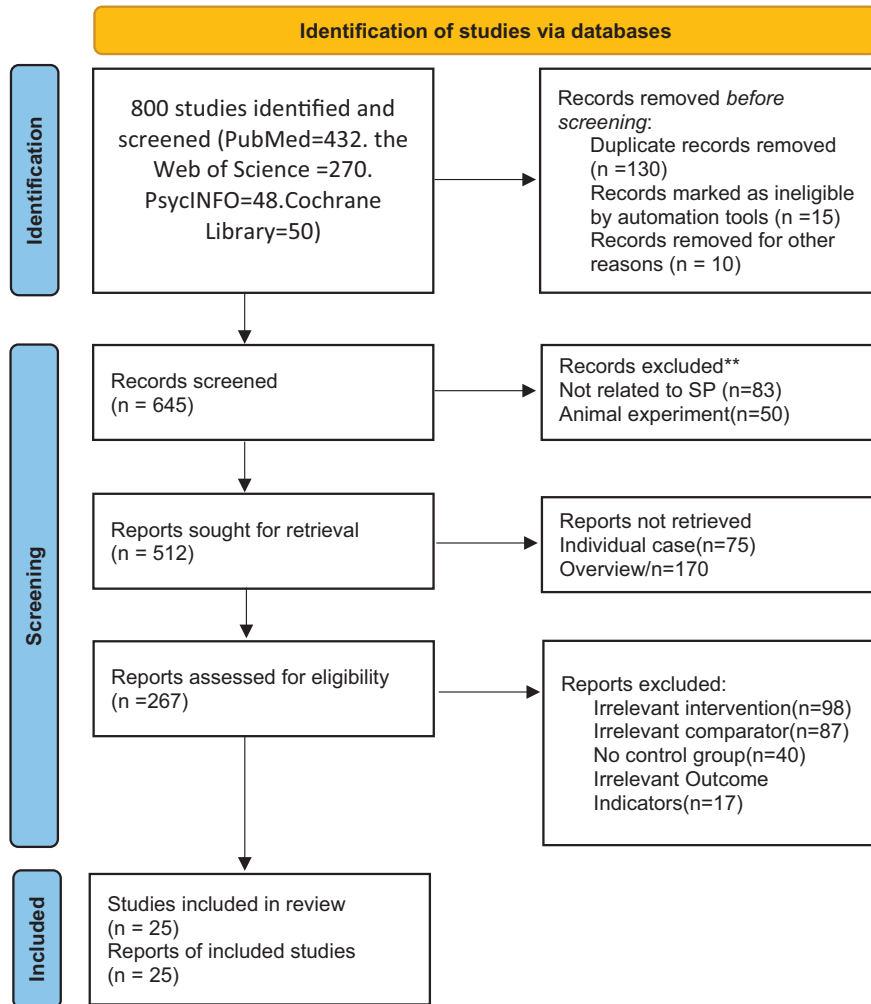 Identification of studies via databases
Identification
800 studies identified and
screened (PubMed=432. the
Web of Science =270.
PsycINFO=48.Cochrane
Library=50)
Records removed before
screening:
Duplicate records removed
(n =130)
Records marked as ineligible
by automation tools (n =15)
Records removed for other
reasons (n = 10)
Screening
Records screened
(n = 645)
Records excluded**
Not related to SP (n=83)
Animal experiment(n=50)
Reports sought for retrieval
(n = 512)
Reports not retrieved
Individual case(n=75)
Overview/n=170
Reports assessed for eligibility
(n =267)
Reports excluded:
Irrelevant intervention(n=98)
Irrelevant comparator(n=87)
No control group(n=40)
Irrelevant Outcome
Indicators(n=17)
Included
Studies included in review
(n = 25)
Reports of included studies
(n = 25)